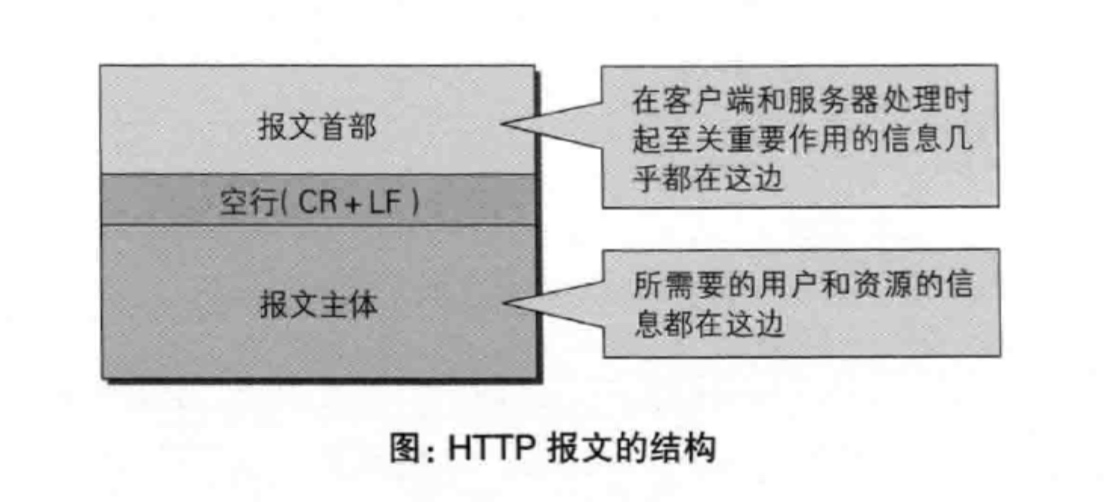 报文首部
在客户端和服务器处理时
起至关重要作用的信息几
乎都在这边
空行( CR + LF )
报文主体
所需要的用户和资源的信
息都在这边
图: HTTP 报文的结构